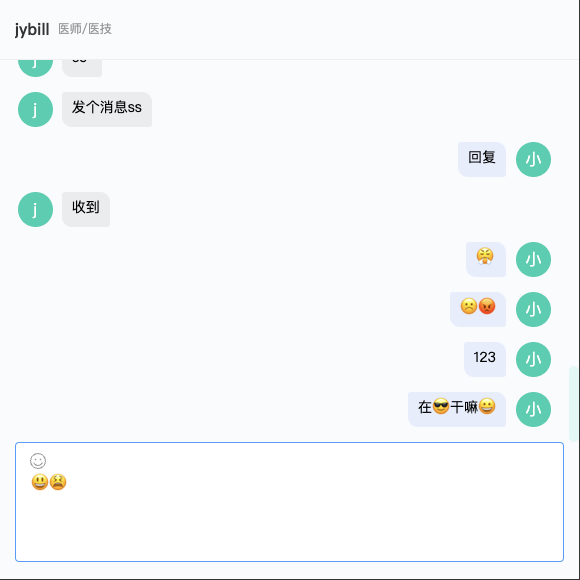 jybill 医师/医技
j
j 发个消息ss
回复 小
j 收到
😤 小
☹️😡 小
123 小
在😎干嘛😀 小
😃😫